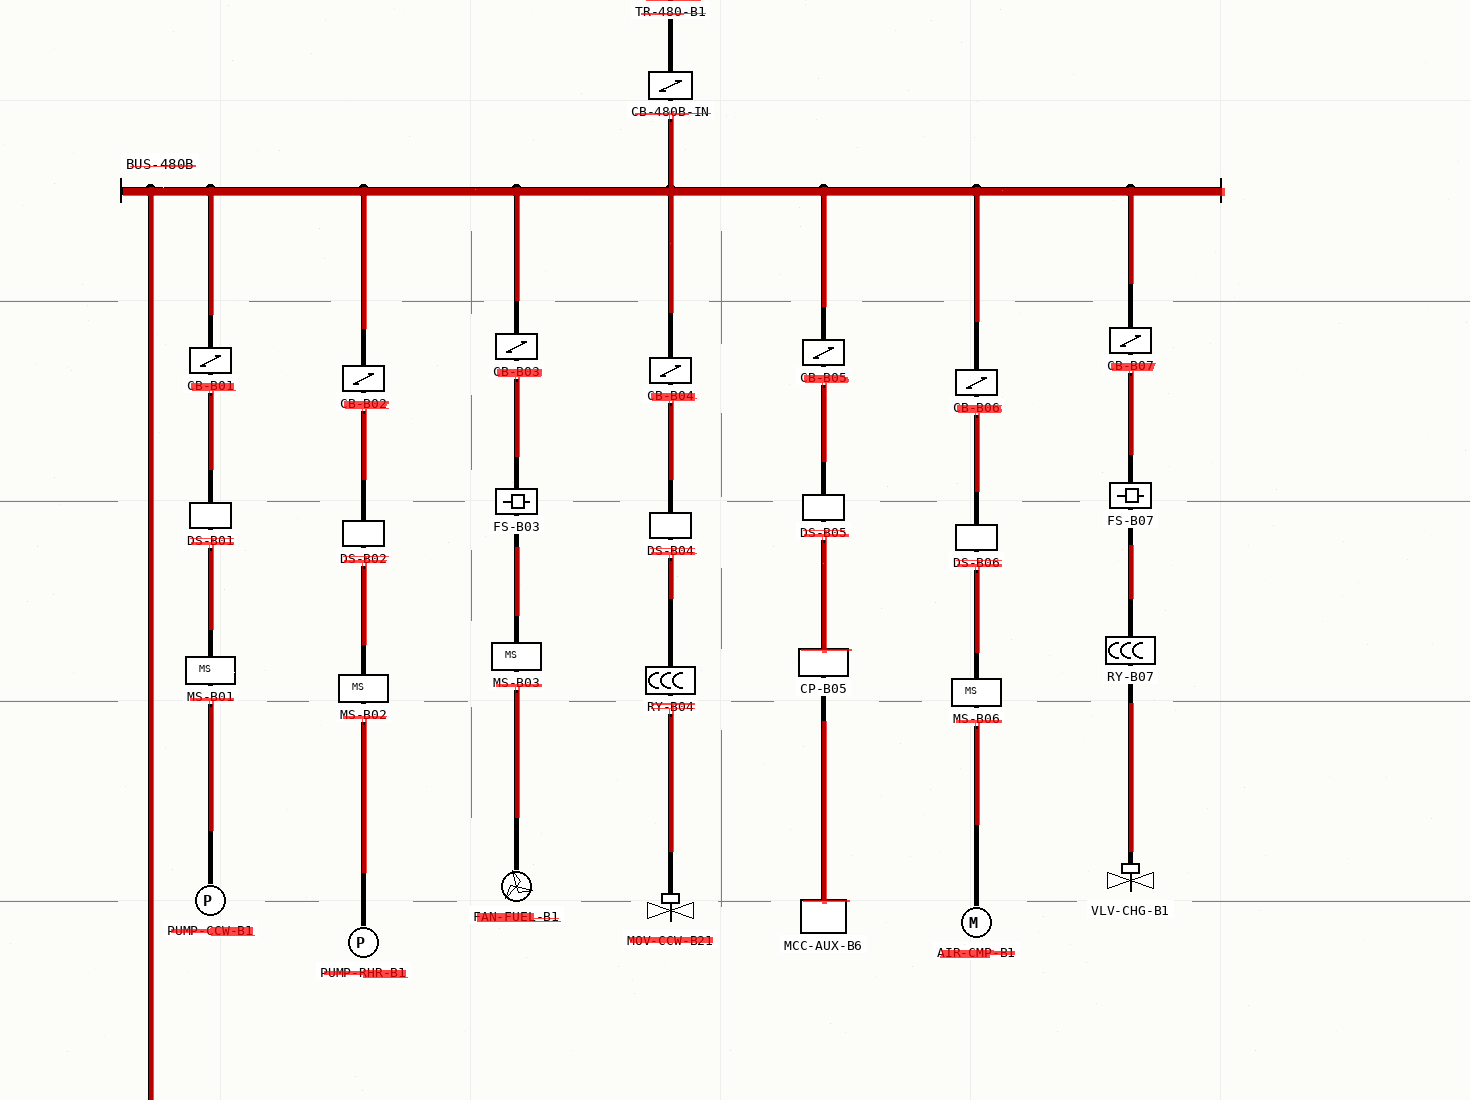 TR-480-B1
CB-480B-IN
BUS-480B
CB-B01
CB-B02
CB-B03
CB-B04
CB-B05
CB-B06
CB-B07
DS-B01
DS-B02
FS-B03
DS-B04
DS-B05
DS-B06
FS-B07
MS
MS-B01
MS
MS-B02
MS
MS-B03
RY-B04
CP-B05
MS
MS-B06
RY-B07
P
PUMP-CCW-B1
P
PUMP-RHR-B1
FAN-FUEL-B1
MOV-CCW-B21
MCC-AUX-B6
M
AIR-CMP-B1
VLV-CHG-B1